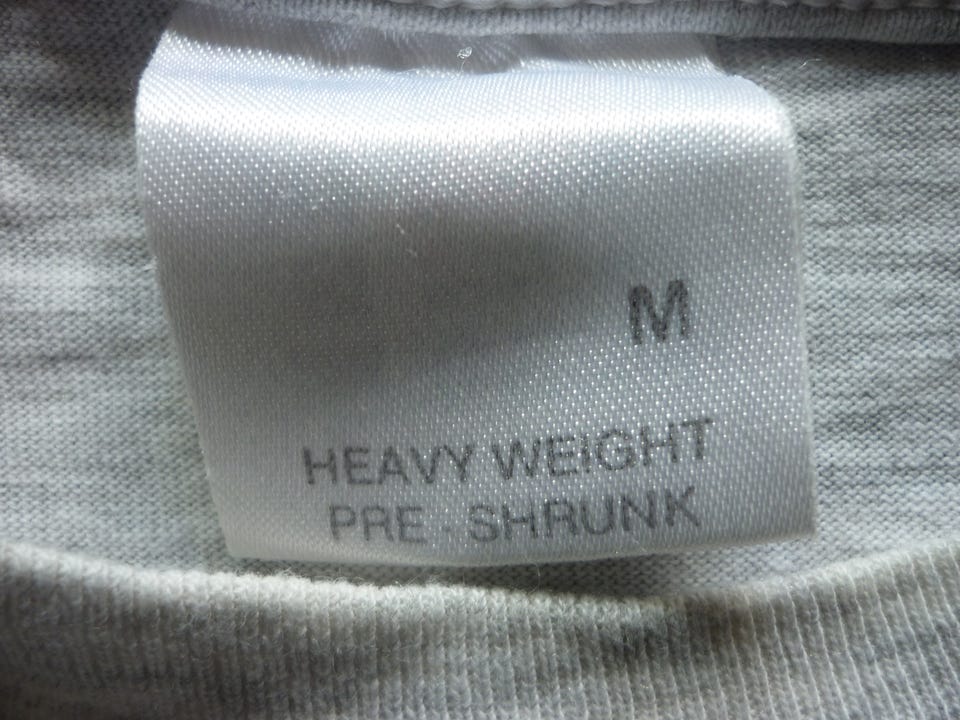 M
HEAVY WEIGHT
PRE - SHRUNK